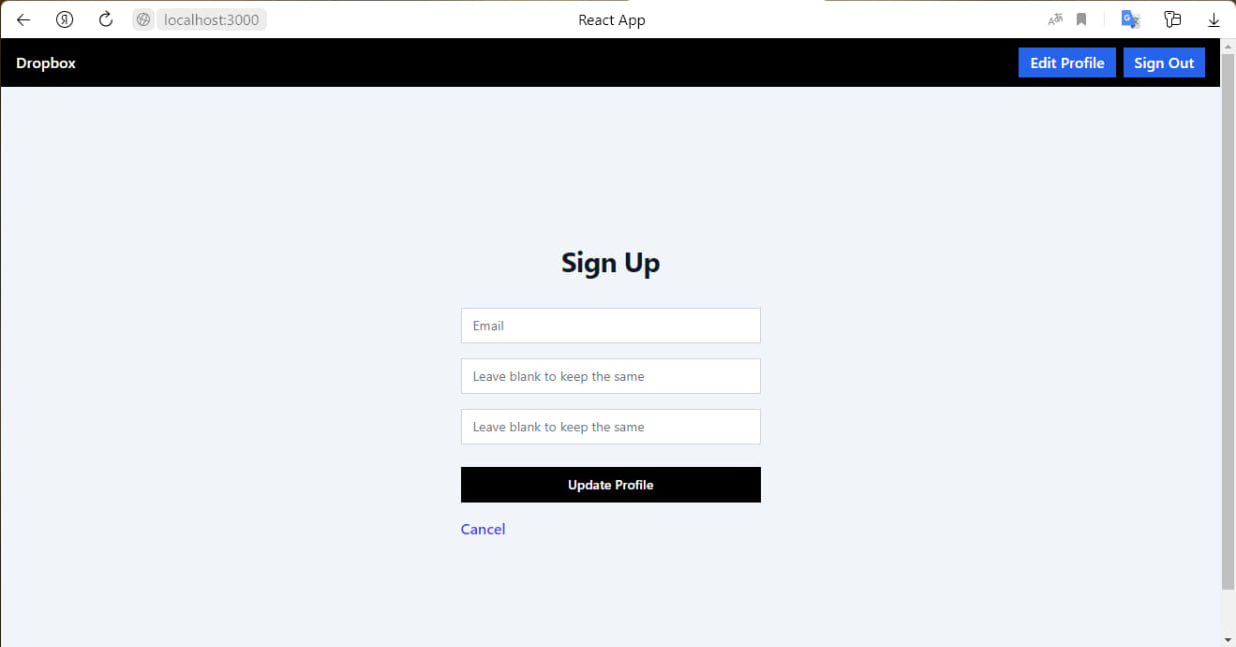 localhost:3000 React App
Dropbox Edit Profile Sign Out
Sign Up
Email
Leave blank to keep the same
Leave blank to keep the same
Update Profile
Cancel